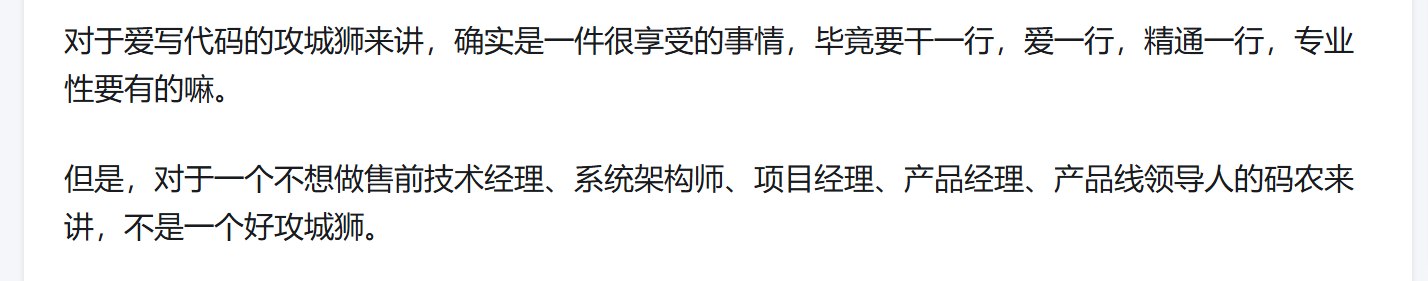 对于爱写代码的攻城狮来讲，确实是一件很享受的事情，毕竟要干一行，爱一行，精通一行，专业
性要有的嘛。
但是，对于一个不想做售前技术经理、系统架构师、项目经理、产品经理、产品线领导人的码农来
讲，不是一个好攻城狮。